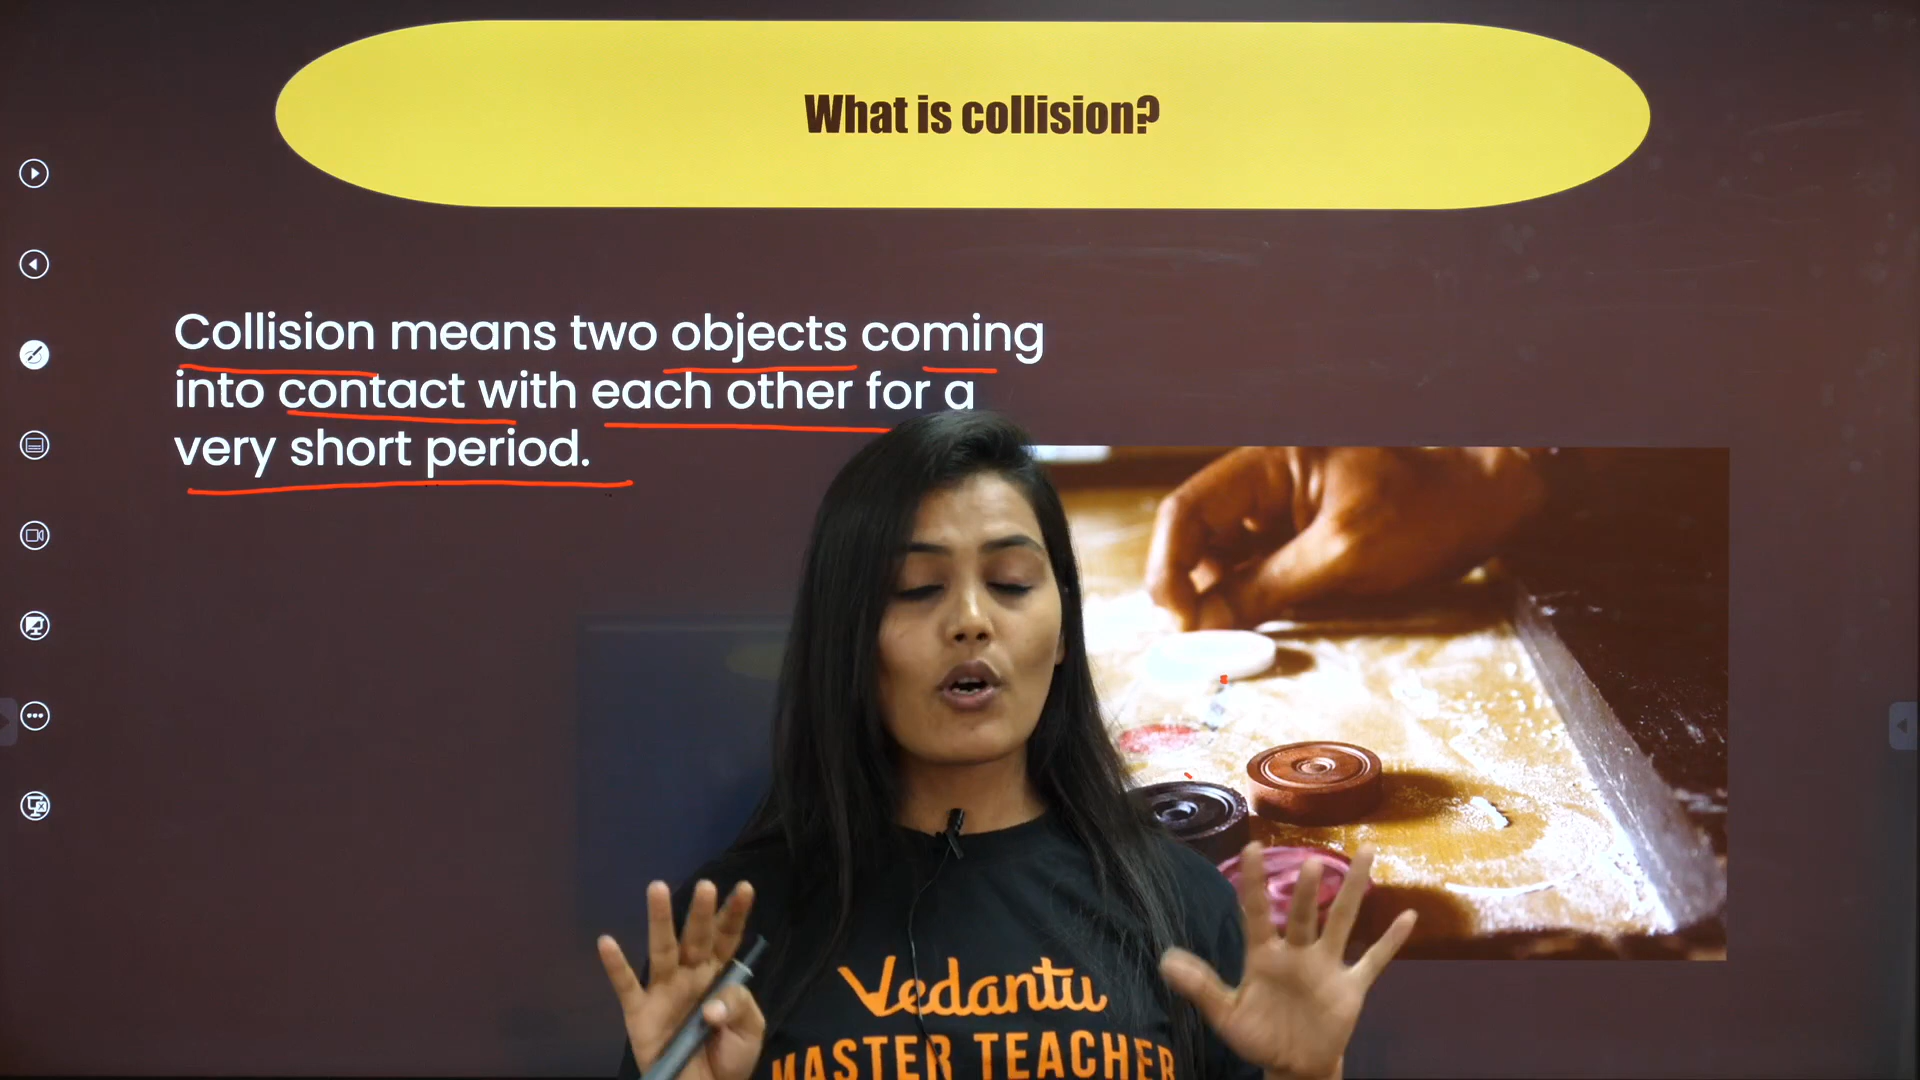 What is collision?
Collision means two objects coming
into contact with each other for a
very short period.
Vedantu
MASTER TEACHER